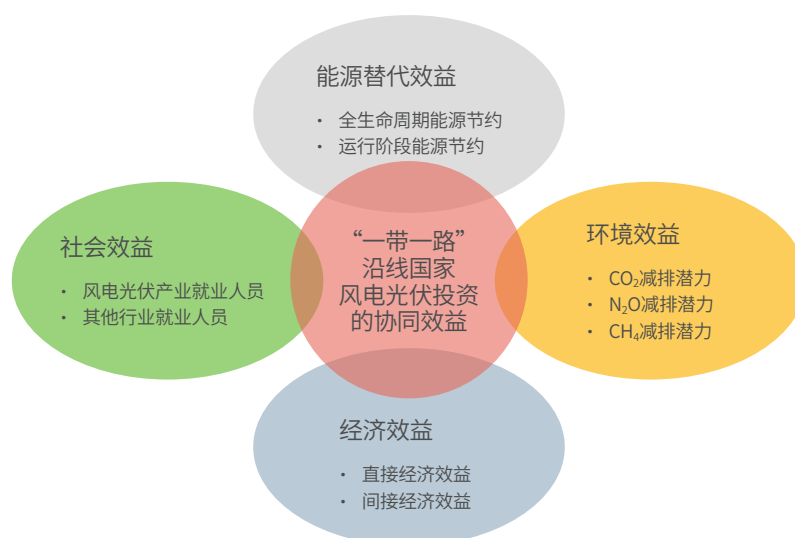 能源替代效益
• 全生命周期能源节约
• 运行阶段能源节约
社会效益
• 风电光伏产业就业人员
• 其他行业就业人员
“一带一路”
沿线国家
风电光伏投资
的协同效益
环境效益
• CO₂减排潜力
• N₂O减排潜力
• CH₄减排潜力
经济效益
• 直接经济效益
• 间接经济效益